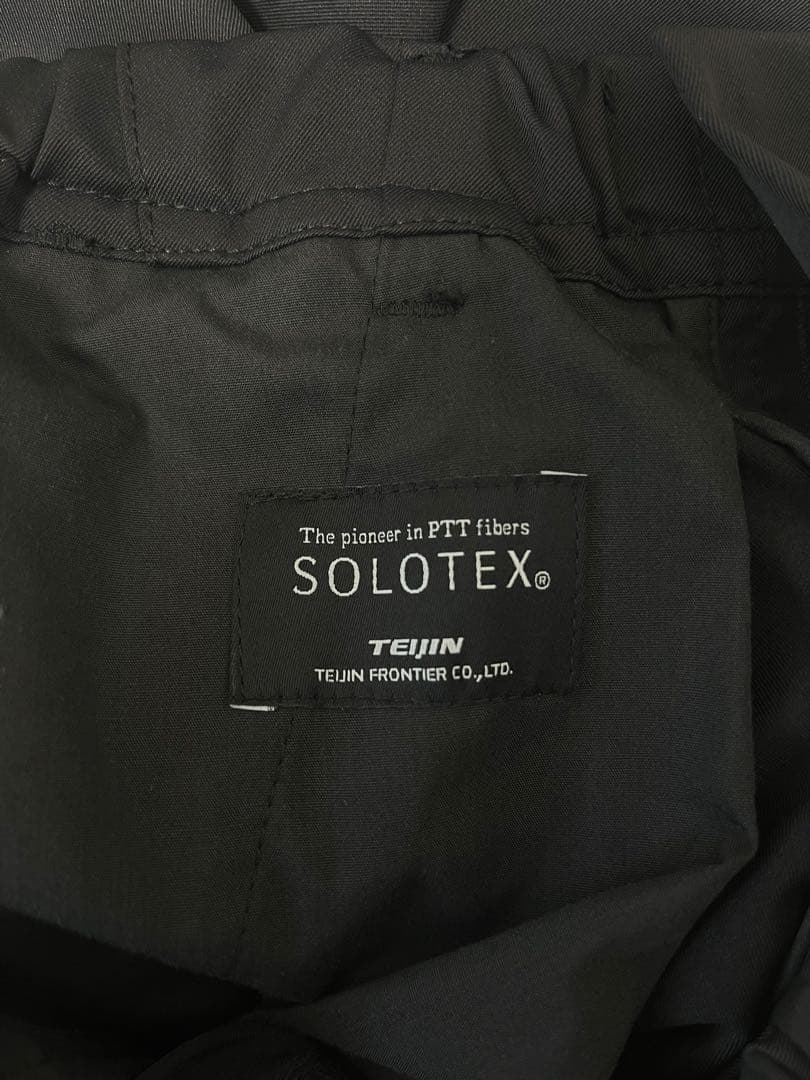 The pioneer in PTT fibers
SOLOTEX®
TEIJIN
TEIJIN FRONTIER CO.,LTD.